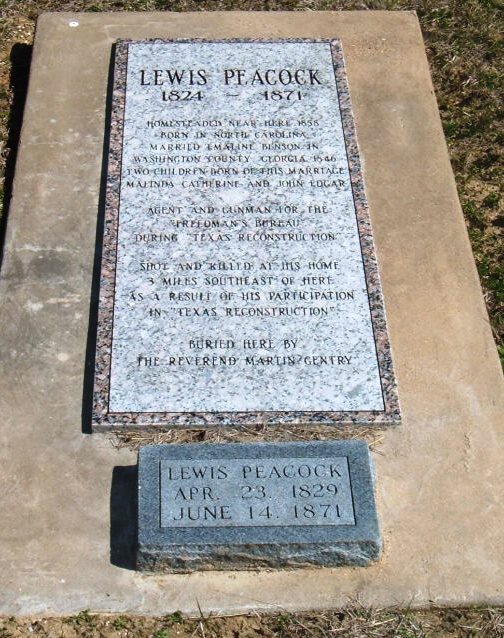 LEWIS PEACOCK
1824 - 1871
HOMESTEADED NEAR HERE 1858
BORN IN NORTH CAROLINA,
MARRIED EMALINE BENSON IN
WASHINGTON COUNTY GEORGIA 1846
TWO CHILDREN BORN OF THIS MARRIAGE
MALINDA CATHERINE AND JOHN EDGAR
AGENT AND GUNMAN FOR THE
"FREEDMAN'S BUREAU"
DURING "TEXAS RECONSTRUCTION"
SHOT AND KILLED AT HIS HOME
3 MILES SOUTHEAST OF HERE
AS A RESULT OF HIS PARTICIPATION
IN "TEXAS RECONSTRUCTION"
BURIED HERE BY
THE REVEREND MARTIN GENTRY
LEWIS PEACOCK
APR. 23, 1829
JUNE 14, 1871